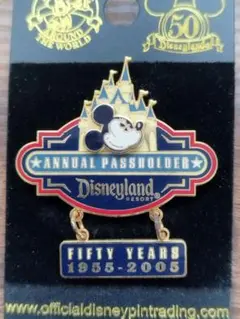 AROUND
THE WORLD
50
Disneyland
★ANNUAL PASSHOLDER★
Disneyland
RESORT®
FIFTY YEARS
1955-2005
www.officialdisneypintrading.com